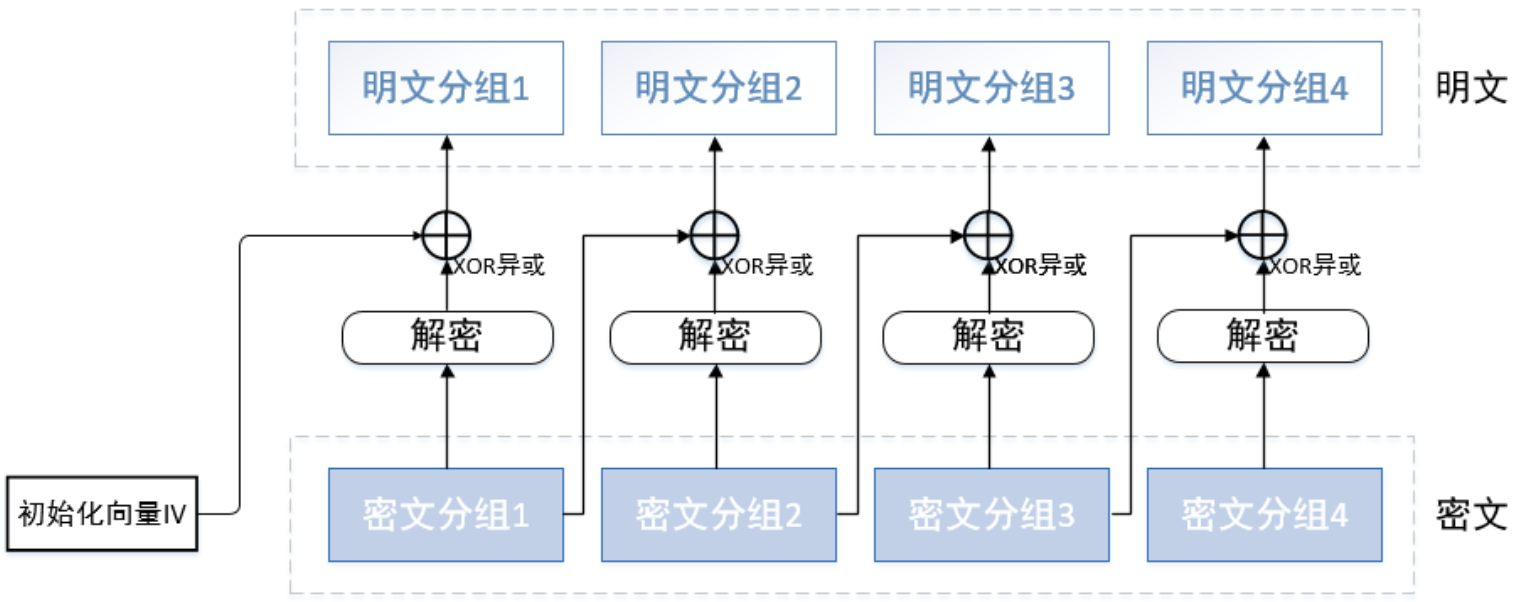 明文分组1
明文分组2
明文分组3
明文分组4
明文
XOR异或
XOR异或
XOR异或
XOR异或
解密
解密
解密
解密
初始化向量IV
密文分组1
密文分组2
密文分组3
密文分组4
密文